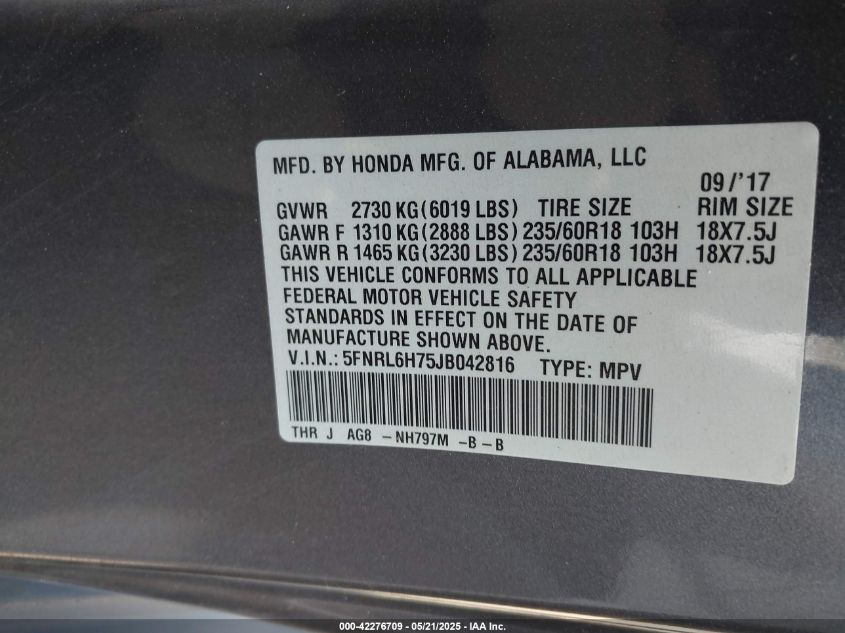 MFD. BY HONDA MFG. OF ALABAMA, LLC
09/'17
GVWR 2730 KG(6019 LBS) TIRE SIZE RIM SIZE
GAWR F 1310 KG(2888 LBS) 235/60R18 103H 18X7.5J
GAWR R 1465 KG(3230 LBS) 235/60R18 103H 18X7.5J
THIS VEHICLE CONFORMS TO ALL APPLICABLE
FEDERAL MOTOR VEHICLE SAFETY
STANDARDS IN EFFECT ON THE DATE OF
MANUFACTURE SHOWN ABOVE.
V.I.N.: 5FNRL6H75JB042816 TYPE: MPV
THR J AG8 -NH797M -B-B
000-42276709 - 05/21/2025 - IAA Inc.